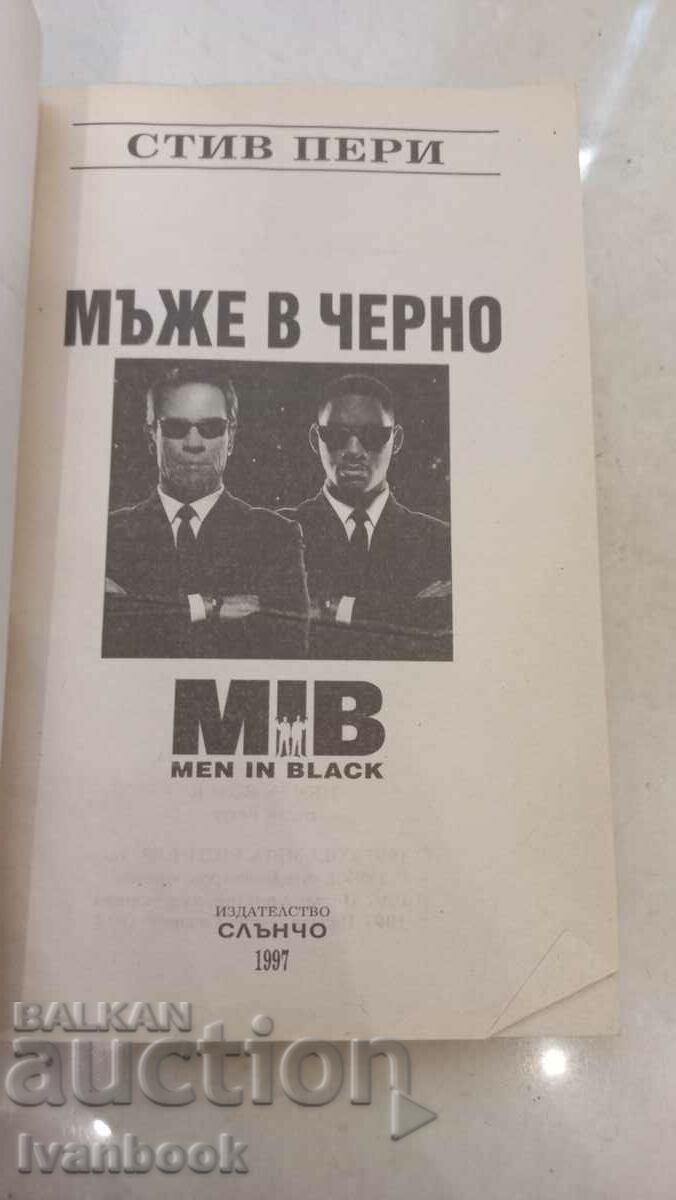 СТИВ ПЕРИ
МЪЖЕ В ЧЕРНО
MIB
MEN IN BLACK
ИЗДАТЕЛСТВО
СЛЪНЧО
1997
BALKAN
auction
Ivanbook